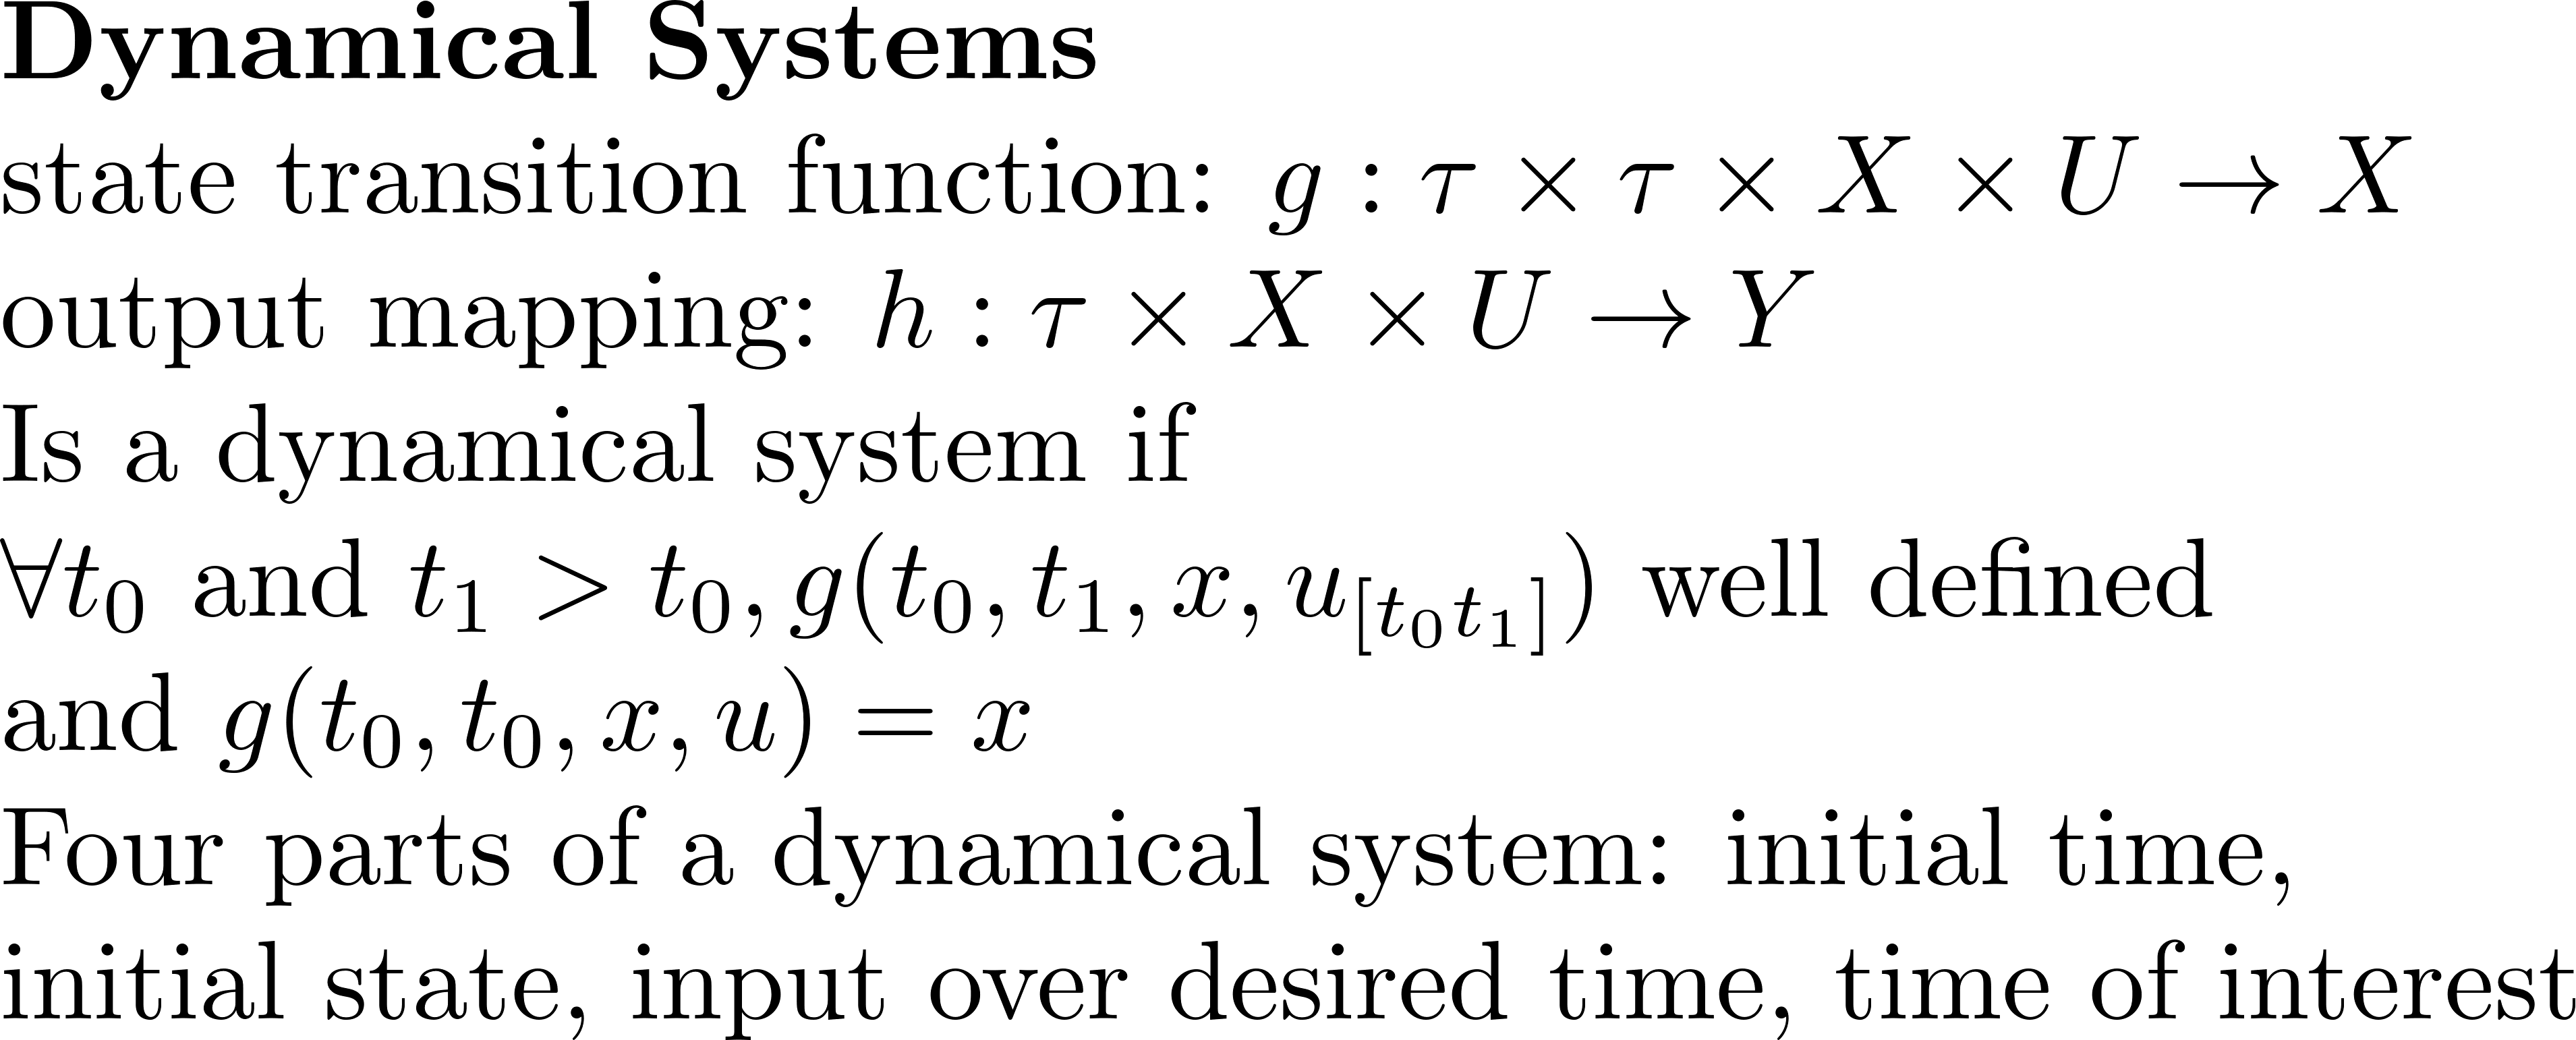 Dynamical Systems
state transition function: g : τ × τ × X × U → X
output mapping: h : τ × X × U → Y
Is a dynamical system if
∀t₀ and t₁ > t₀, g(t₀, t₁, x, u_[t₀t₁]) well defined
and g(t₀, t₀, x, u) = x
Four parts of a dynamical system: initial time,
initial state, input over desired time, time of interest